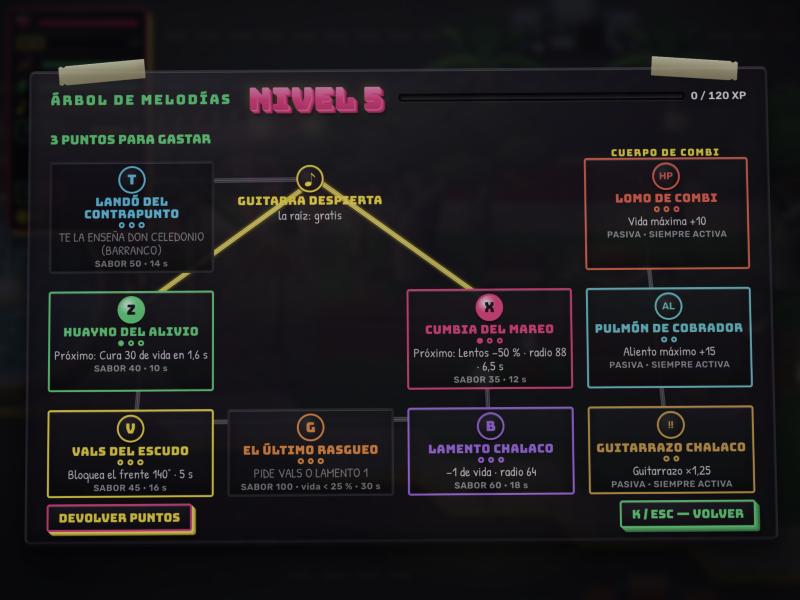 ÁRBOL DE MELODÍAS
NIVEL 5
0 / 120 XP
3 PUNTOS PARA GASTAR
T
LANDÓ DEL
CONTRAPUNTO
TE LA ENSEÑA DON CELEDONIO
(BARRANCO)
SABOR 50 • 14 s
♪
GUITARRA DESPIERTA
la raíz: gratis
CUERPO DE COMBI
HP
LOMO DE COMBI
Vida máxima +10
PASIVA • SIEMPRE ACTIVA
Z
HUAYNO DEL ALIVIO
Próximo: Cura 30 de vida en 1,6 s
SABOR 40 • 10 s
X
CUMBIA DEL MAREO
Próximo: Lentos −50 % · radio 88
· 6,5 s
SABOR 35 • 12 s
AL
PULMÓN DE COBRADOR
Aliento máximo +15
PASIVA • SIEMPRE ACTIVA
V
VALS DEL ESCUDO
Bloquea el frente 140° · 5 s
SABOR 45 • 16 s
G
EL ÚLTIMO RASGUEO
PIDE VALS O LAMENTO 1
SABOR 100 • vida < 25 % • 30 s
B
LAMENTO CHALACO
−1 de vida · radio 64
SABOR 60 • 18 s
!!
GUITARRAZO CHALACO
Guitarrazo ×1,25
PASIVA • SIEMPRE ACTIVA
DEVOLVER PUNTOS
K / ESC — VOLVER